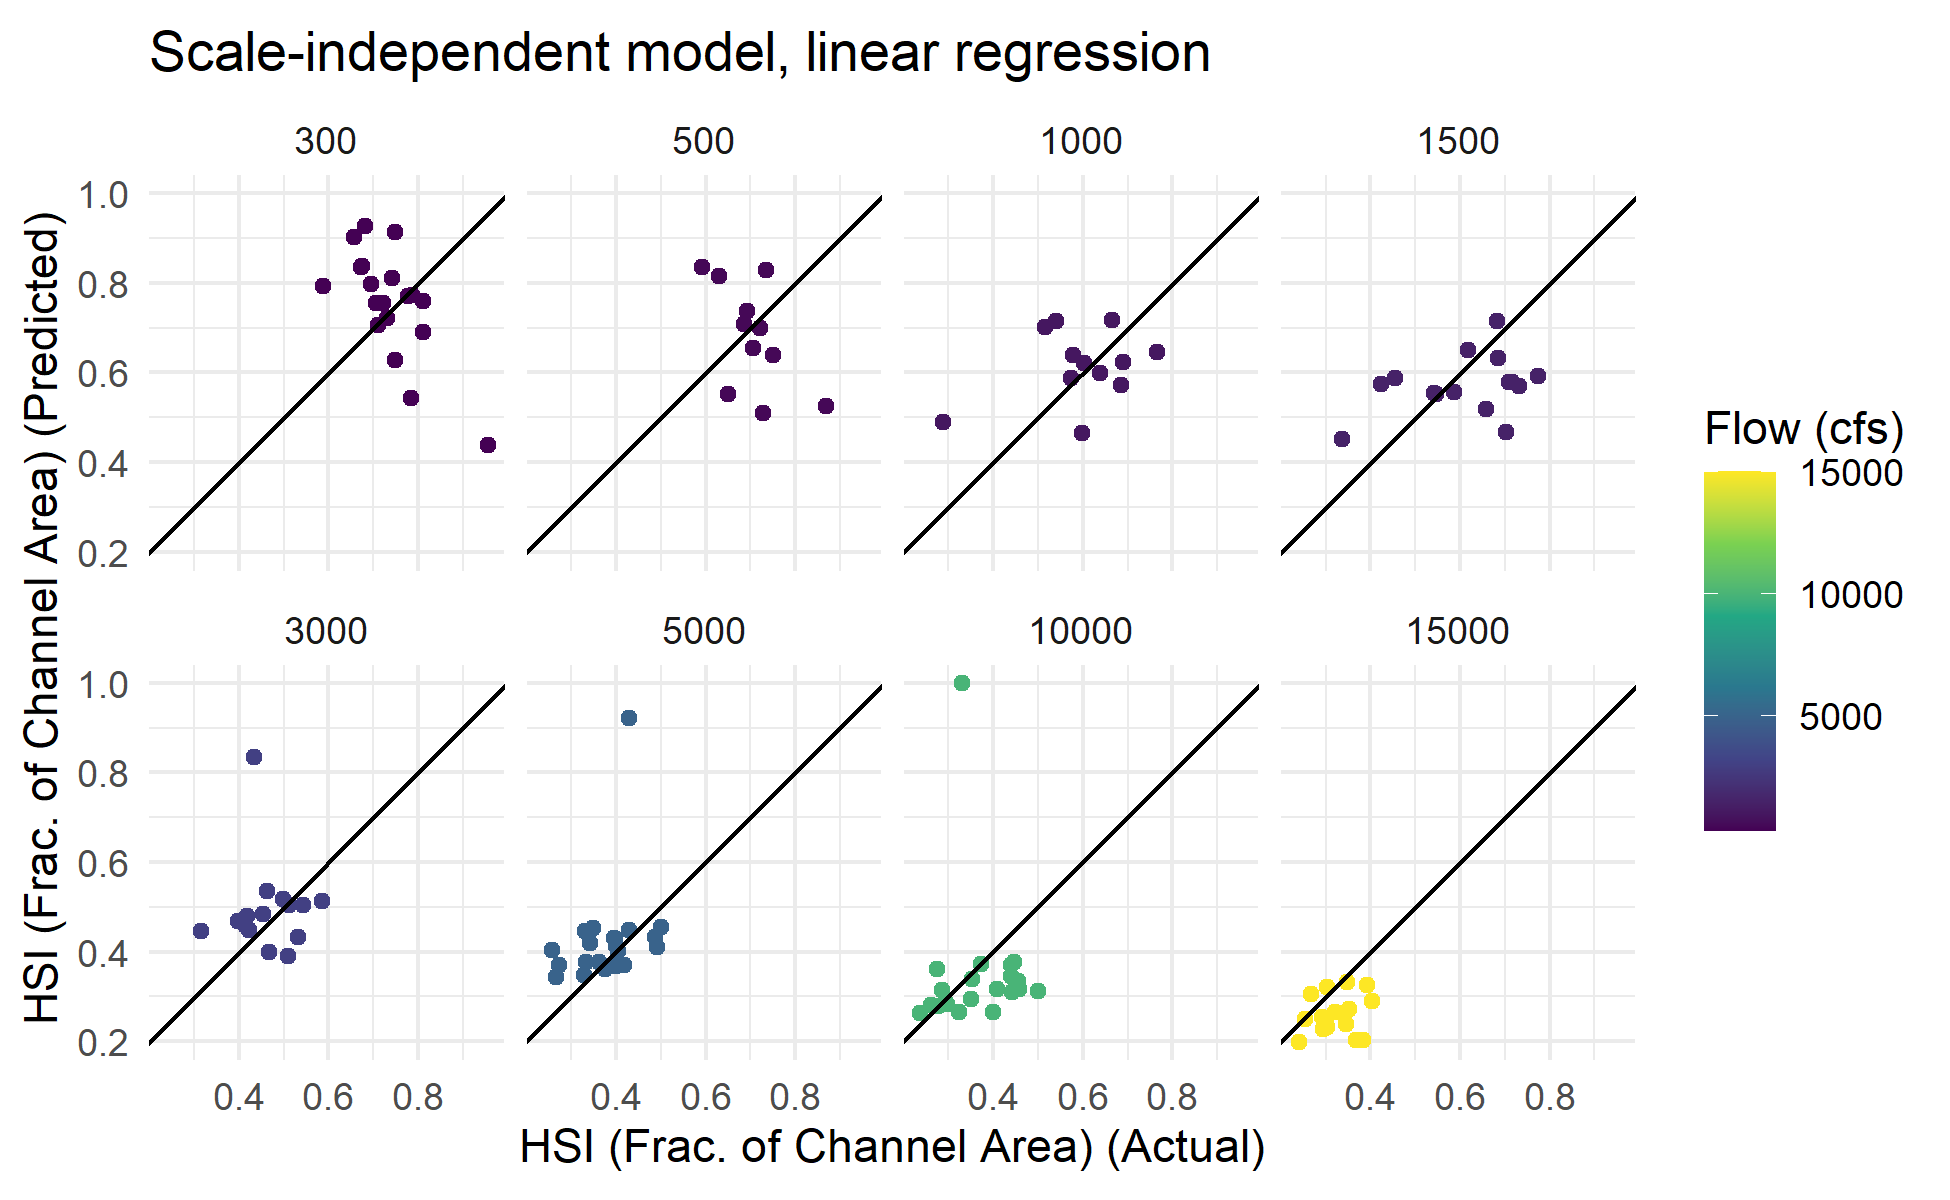 Scale-independent model, linear regression
300 500 1000 1500
1.0
0.8
0.6
0.4
0.2
3000 5000 10000 15000
1.0
0.8
0.6
0.4
0.2
0.4 0.6 0.8 0.4 0.6 0.8 0.4 0.6 0.8 0.4 0.6 0.8
HSI (Frac. of Channel Area) (Actual)
HSI (Frac. of Channel Area) (Predicted)
Flow (cfs)
15000
10000
5000